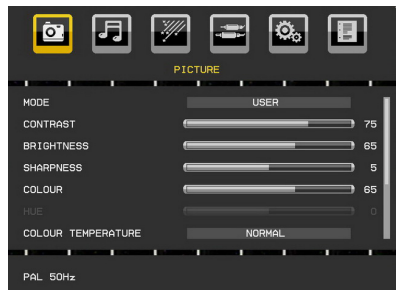 PICTURE
MODE USER
CONTRAST 75
BRIGHTNESS 65
SHARPNESS 5
COLOUR 65
HUE 0
COLOUR TEMPERATURE NORMAL
PAL 50Hz